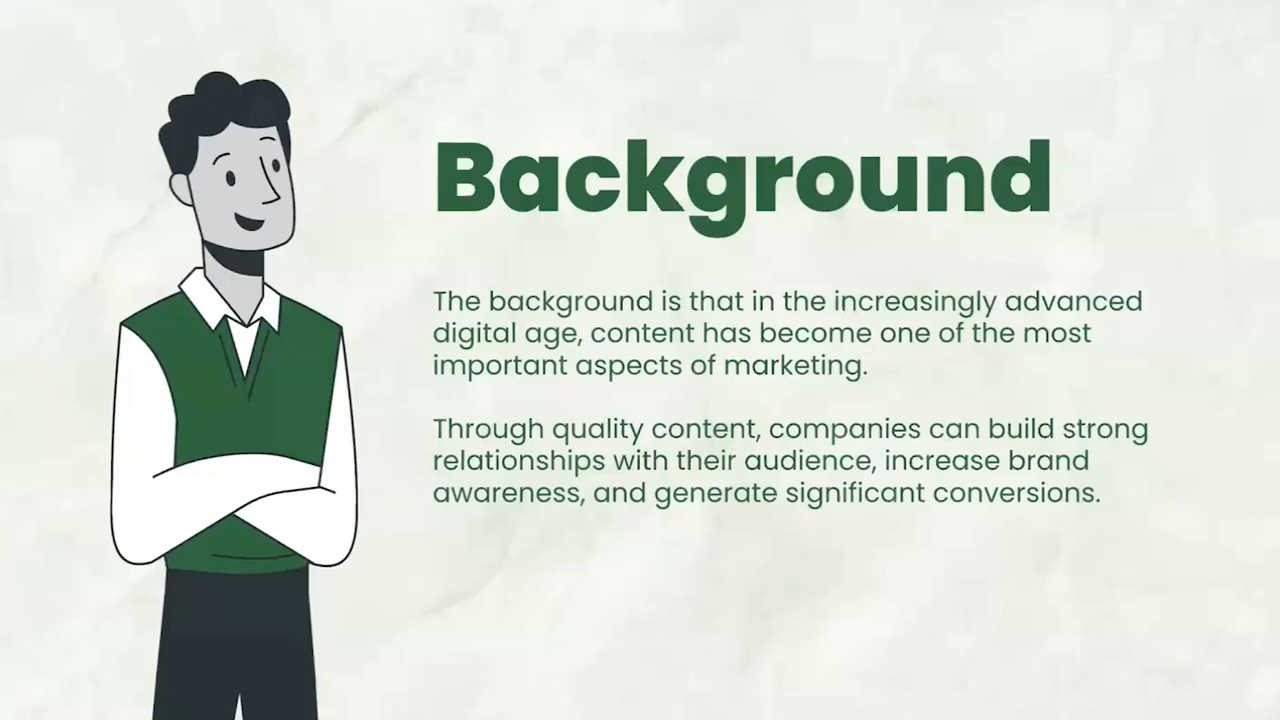 Background
The background is that in the increasingly advanced
digital age, content has become one of the most
important aspects of marketing.
Through quality content, companies can build strong
relationships with their audience, increase brand
awareness, and generate significant conversions.